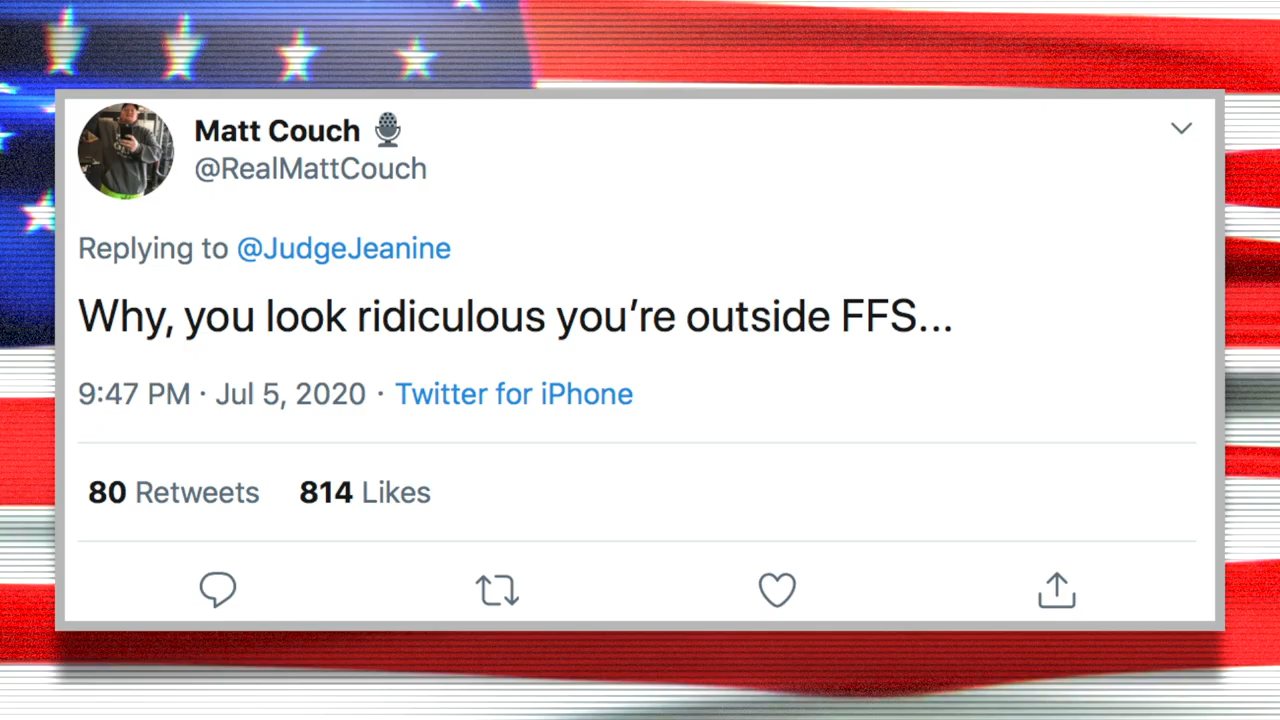 Matt Couch 🎙
@RealMattCouch
Replying to @JudgeJeanine
Why, you look ridiculous you’re outside FFS...
9:47 PM · Jul 5, 2020 · Twitter for iPhone
80 Retweets 814 Likes